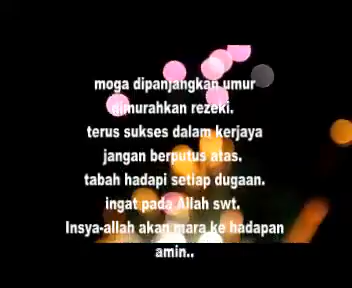 moga dipanjangkan umur
dimurahkan rezeki.
terus sukses dalam kerjaya
jangan berputus atas.
tabah hadapi setiap dugaan.
ingat pada Allah swt.
Insya-allah akan mara ke hadapan
amin..